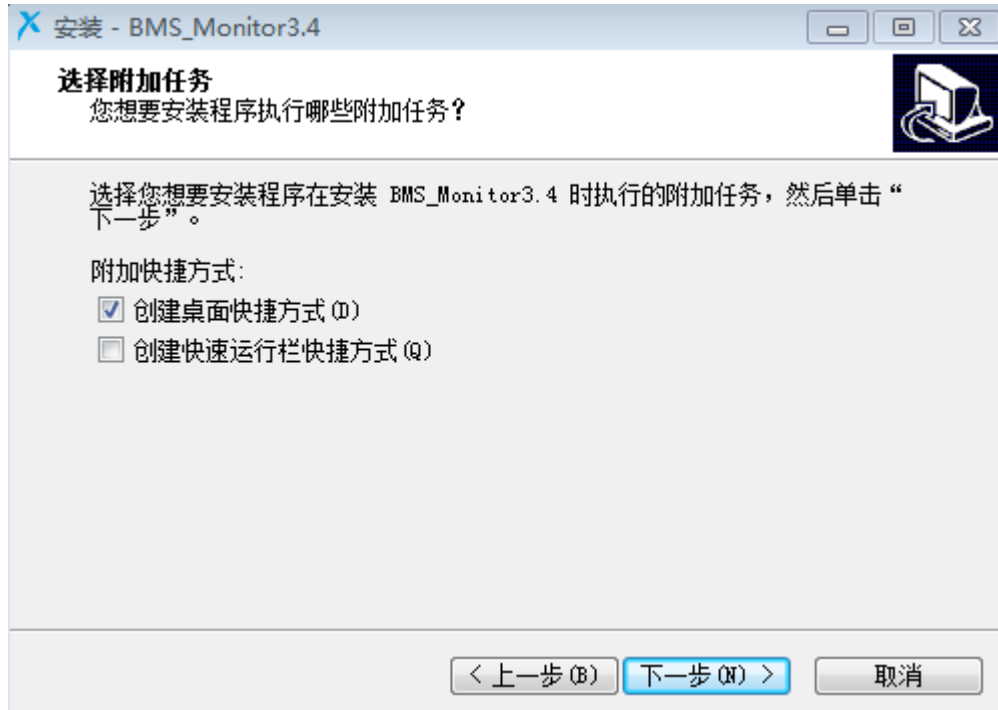 安装 - BMS_Monitor3.4
选择附加任务
您想要安装程序执行哪些附加任务？
选择您想要安装程序在安装 BMS_Monitor3.4 时执行的附加任务，然后单击“
下一步”。
附加快捷方式:
创建桌面快捷方式(D)
创建快速运行栏快捷方式(Q)
< 上一步(B)
下一步(N) >
取消